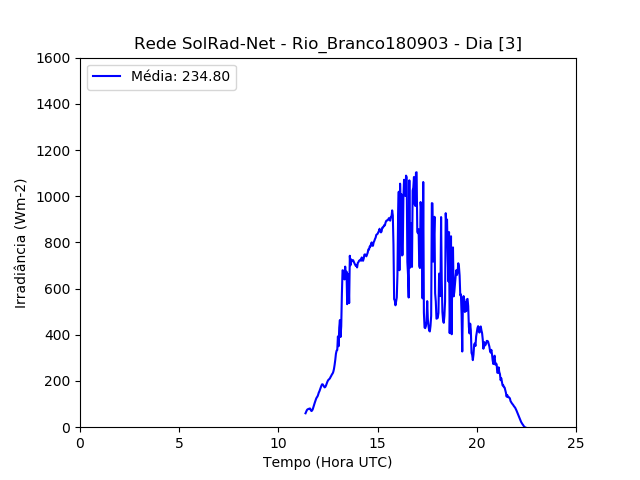 Rede SolRad-Net - Rio_Branco180903 - Dia [3]
Média: 234.80
1600
1400
1200
1000
800
600
400
200
0
Irradiância (Wm-2)
0 5 10 15 20 25
Tempo (Hora UTC)